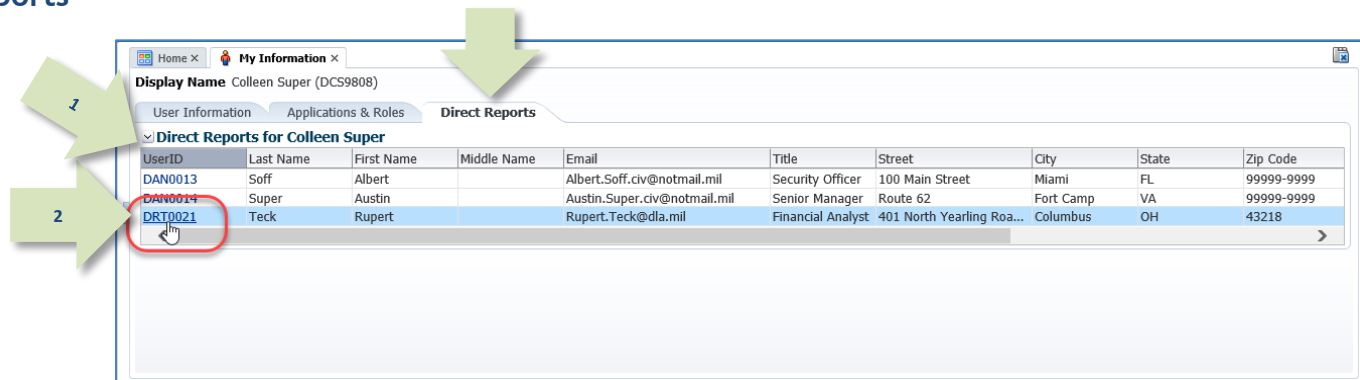 Home ×
My Information ×
Display Name Colleen Super (DCS9808)
1
User Information Applications & Roles Direct Reports
Direct Reports for Colleen Super
UserID Last Name First Name Middle Name Email Title Street City State Zip Code
DAN0013 Soff Albert Albert.Soff.civ@notmail.mil Security Officer 100 Main Street Miami FL 99999-9999
DAN0014 Super Austin Austin.Super.civ@notmail.mil Senior Manager Route 62 Fort Camp VA 99999-9999
2
DRT0021 Teck Rupert Rupert.Teck@dla.mil Financial Analyst 401 North Yearling Roa... Columbus OH 43218